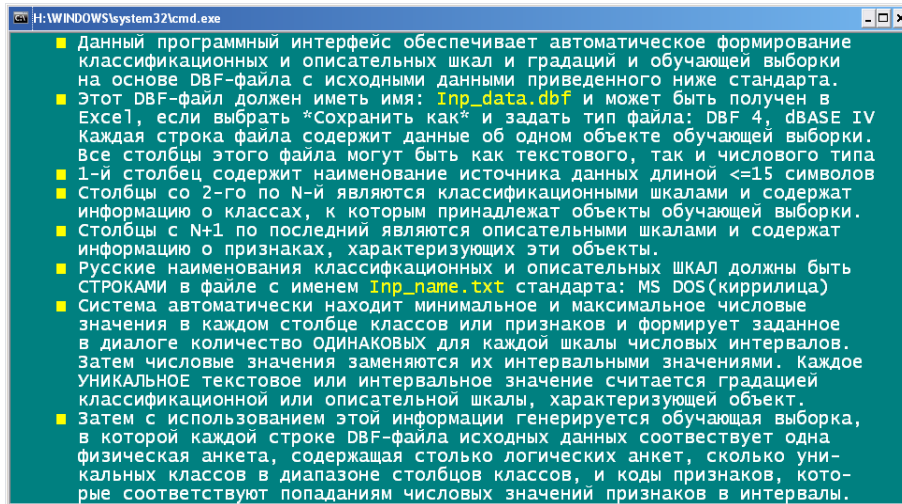 H:\WINDOWS\system32\cmd.exe
Данный программный интерфейс обеспечивает автоматическое формирование
классификационных и описательных шкал и градаций и обучающей выборки
на основе DBF-файла с исходными данными приведенного ниже стандарта.
Этот DBF-файл должен иметь имя: Inp_data.dbf и может быть получен в
Excel, если выбрать *Сохранить как* и задать тип файла: DBF 4, dBASE IV
Каждая строка файла содержит данные об одном объекте обучающей выборки.
Все столбцы этого файла могут быть как текстового, так и числового типа
1-й столбец содержит наименование источника данных длиной <=15 символов
Столбцы со 2-го по N-й являются классификационными шкалами и содержат
информацию о классах, к которым принадлежат объекты обучающей выборки.
Столбцы с N+1 по последний являются описательными шкалами и содержат
информацию о признаках, характеризующих эти объекты.
Русские наименования классифкационных и описательных ШКАЛ должны быть
СТРОКАМИ в файле с именем Inp_name.txt стандарта: MS DOS(киррилица)
Система автоматически находит минимальное и максимальное числовые
значения в каждом столбце классов или признаков и формирует заданное
в диалоге количество ОДИНАКОВЫХ для каждой шкалы числовых интервалов.
Затем числовые значения заменяются их интервальными значениями. Каждое
УНИКАЛЬНОЕ текстовое или интервальное значение считается градацией
классификационной или описательной шкалы, характеризующей объект.
Затем с использованием этой информации генерируется обучающая выборка,
в которой каждой строке DBF-файла исходных данных соотвествует одна
физическая анкета, содержащая столько логических анкет, сколько уни-
кальных классов в диапазоне столбцов классов, и коды признаков, кото-
рые соответствуют попаданиям числовых значений признаков в интервалы.